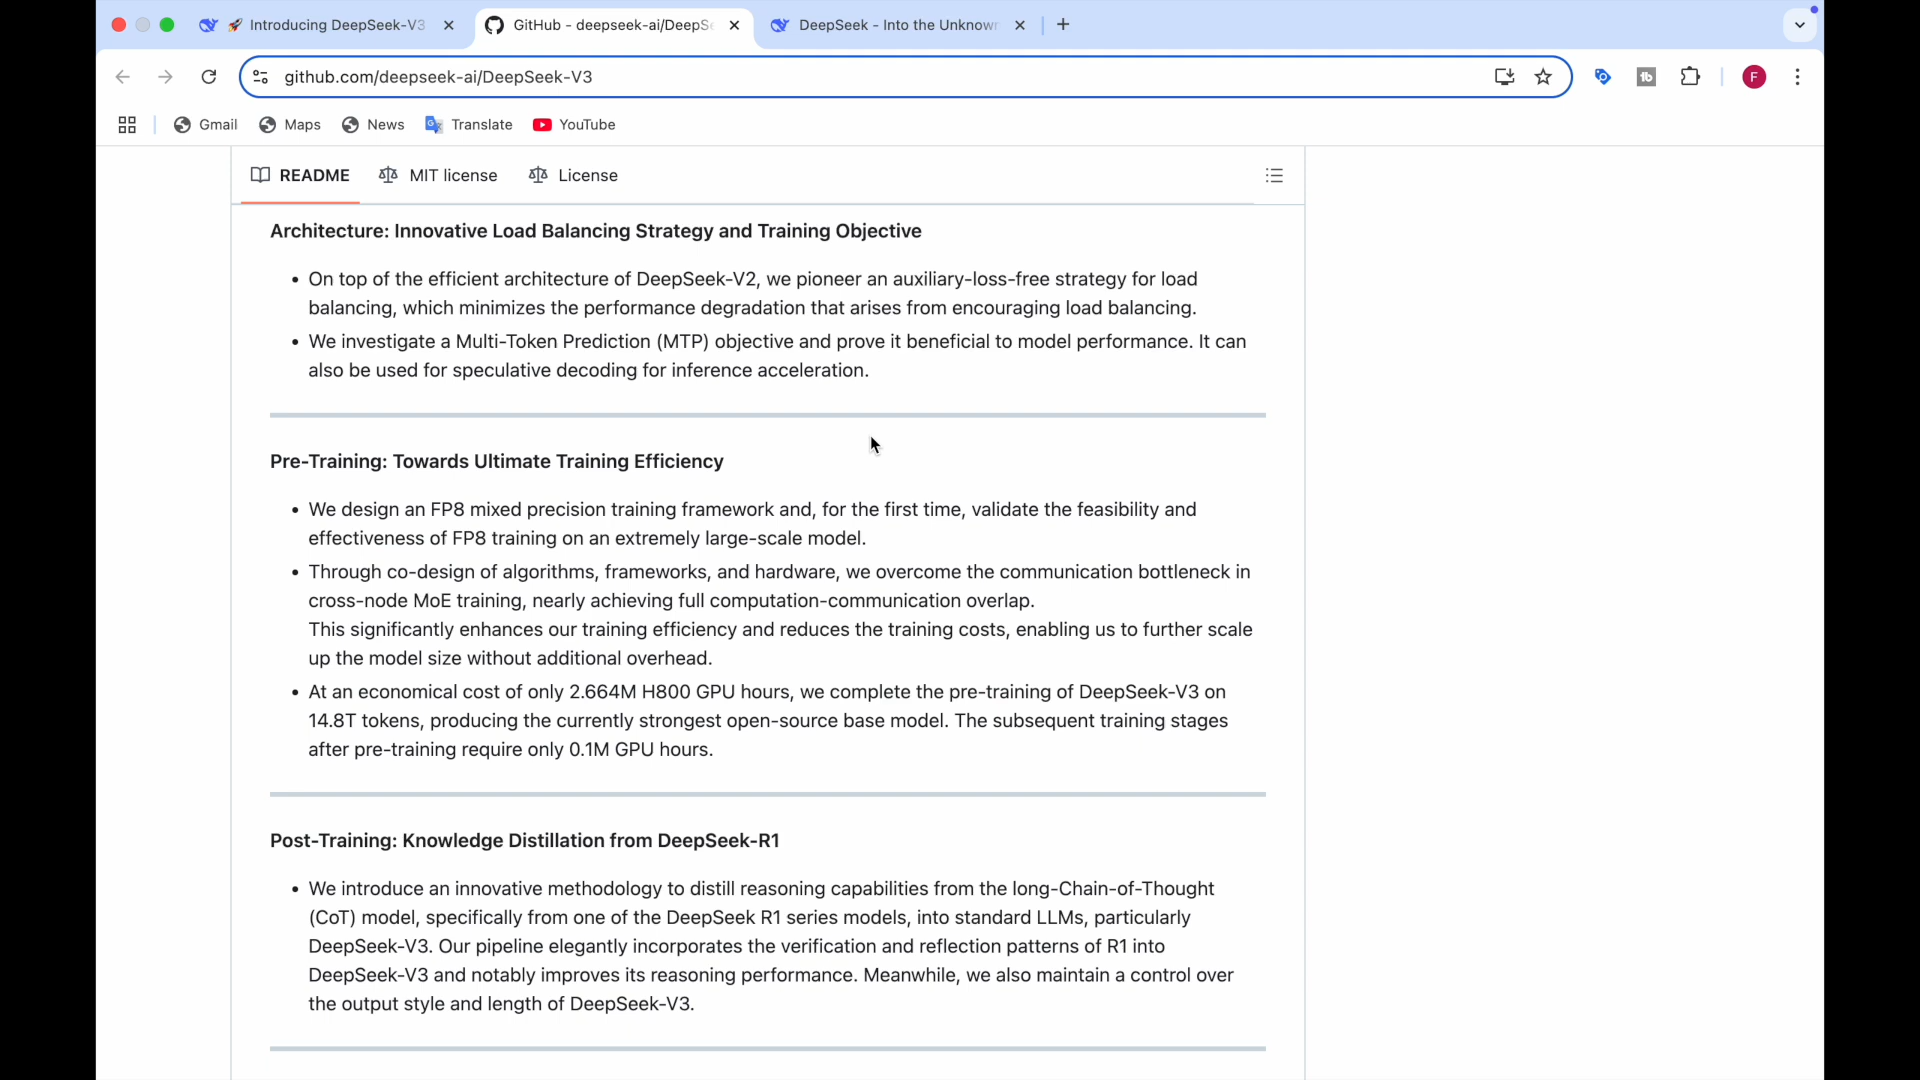 🚀 Introducing DeepSeek-V3
GitHub - deepseek-ai/DeepS
DeepSeek - Into the Unknown
github.com/deepseek-ai/DeepSeek-V3
tb
F
Gmail
Maps
News
Translate
YouTube
README
MIT license
License
Architecture: Innovative Load Balancing Strategy and Training Objective
• On top of the efficient architecture of DeepSeek-V2, we pioneer an auxiliary-loss-free strategy for load
balancing, which minimizes the performance degradation that arises from encouraging load balancing.
• We investigate a Multi-Token Prediction (MTP) objective and prove it beneficial to model performance. It can
also be used for speculative decoding for inference acceleration.
Pre-Training: Towards Ultimate Training Efficiency
• We design an FP8 mixed precision training framework and, for the first time, validate the feasibility and
effectiveness of FP8 training on an extremely large-scale model.
• Through co-design of algorithms, frameworks, and hardware, we overcome the communication bottleneck in
cross-node MoE training, nearly achieving full computation-communication overlap.
This significantly enhances our training efficiency and reduces the training costs, enabling us to further scale
up the model size without additional overhead.
• At an economical cost of only 2.664M H800 GPU hours, we complete the pre-training of DeepSeek-V3 on
14.8T tokens, producing the currently strongest open-source base model. The subsequent training stages
after pre-training require only 0.1M GPU hours.
Post-Training: Knowledge Distillation from DeepSeek-R1
• We introduce an innovative methodology to distill reasoning capabilities from the long-Chain-of-Thought
(CoT) model, specifically from one of the DeepSeek R1 series models, into standard LLMs, particularly
DeepSeek-V3. Our pipeline elegantly incorporates the verification and reflection patterns of R1 into
DeepSeek-V3 and notably improves its reasoning performance. Meanwhile, we also maintain a control over
the output style and length of DeepSeek-V3.